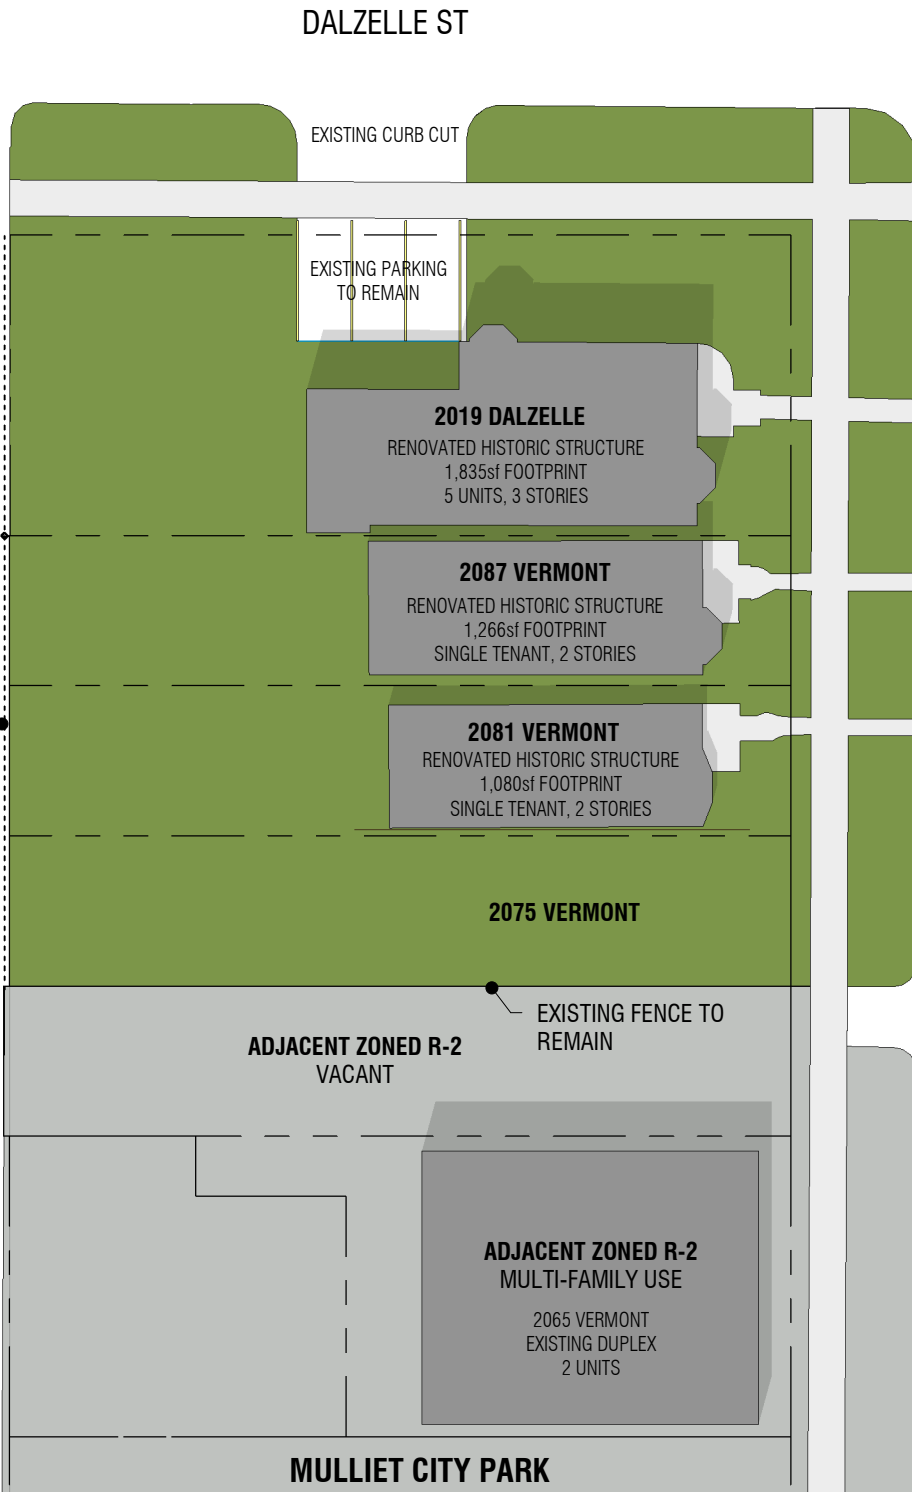 DALZELLE ST
EXISTING CURB CUT
EXISTING PARKING
TO REMAIN
2019 DALZELLE
RENOVATED HISTORIC STRUCTURE
1,835sf FOOTPRINT
5 UNITS, 3 STORIES
2087 VERMONT
RENOVATED HISTORIC STRUCTURE
1,266sf FOOTPRINT
SINGLE TENANT, 2 STORIES
2081 VERMONT
RENOVATED HISTORIC STRUCTURE
1,080sf FOOTPRINT
SINGLE TENANT, 2 STORIES
2075 VERMONT
EXISTING FENCE TO
REMAIN
ADJACENT ZONED R-2
VACANT
ADJACENT ZONED R-2
MULTI-FAMILY USE
2065 VERMONT
EXISTING DUPLEX
2 UNITS
MULLIET CITY PARK